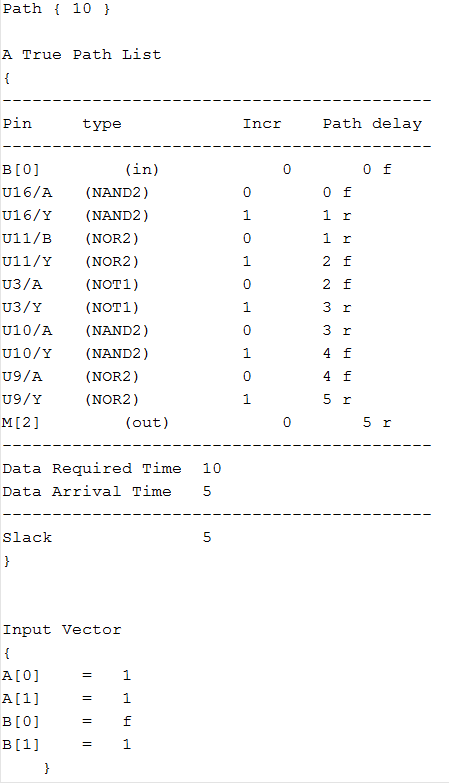 Path { 10 }
A True Path List
{
-------------------------------------------
Pin     type            Incr    Path delay
-------------------------------------------
B[0]        (in)            0       0 f
U16/A   (NAND2)         0       0 f
U16/Y   (NAND2)         1       1 r
U11/B   (NOR2)          0       1 r
U11/Y   (NOR2)          1       2 f
U3/A    (NOT1)          0       2 f
U3/Y    (NOT1)          1       3 r
U10/A   (NAND2)         0       3 r
U10/Y   (NAND2)         1       4 f
U9/A    (NOR2)          0       4 f
U9/Y    (NOR2)          1       5 r
M[2]        (out)           0       5 r
-------------------------------------------
Data Required Time  10
Data Arrival Time   5
-------------------------------------------
Slack               5
}
Input Vector
{
A[0]    =   1
A[1]    =   1
B[0]    =   f
B[1]    =   1
    }